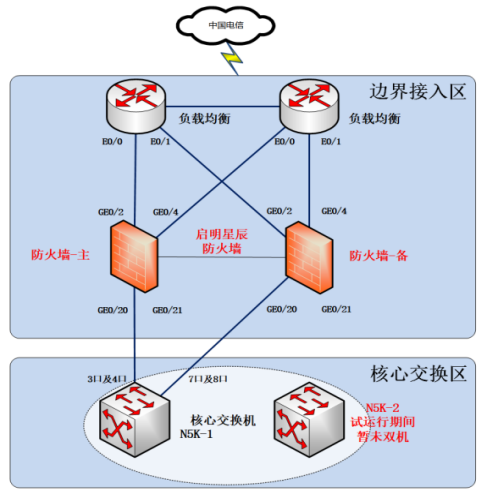 中国电信
边界接入区
负载均衡
负载均衡
E0/0
E0/1
E0/0
E0/1
GE0/2
GE0/4
GE0/2
GE0/4
启明星辰
防火墙
防火墙-主
防火墙-备
GE0/20
GE0/21
GE0/20
GE0/21
核心交换区
3口及4口
7口及8口
核心交换机
N5K-1
N5K-2
试运行期间
暂未双机